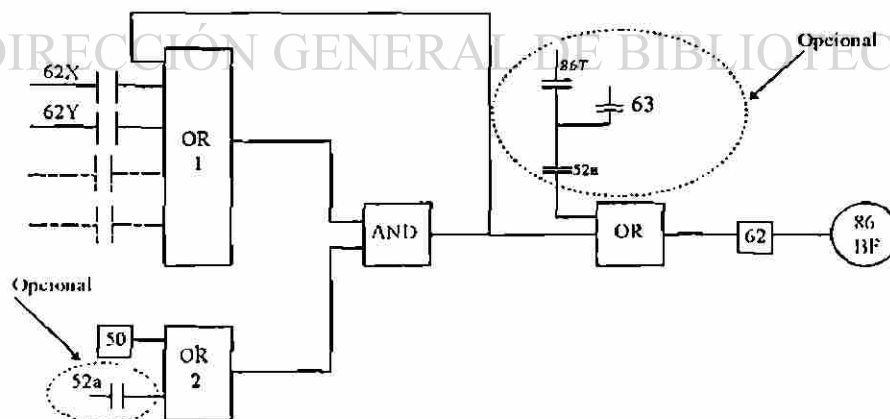 DIRECCIÓN GENERAL DE BIBLIOTEC
Opcional
86T
63
52a
62X
62Y
OR
1
AND
OR
62
86
BF
Opcional
50
52a
OR
2